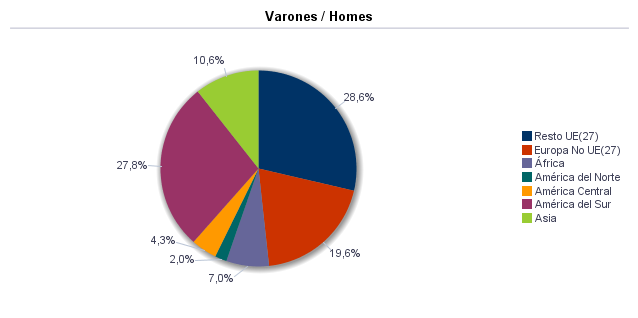 Varones / Homes
10,6%
28,6%
27,8%
4,3%
2,0%
7,0%
19,6%
Resto UE(27)
Europa No UE(27)
África
América del Norte
América Central
América del Sur
Asia